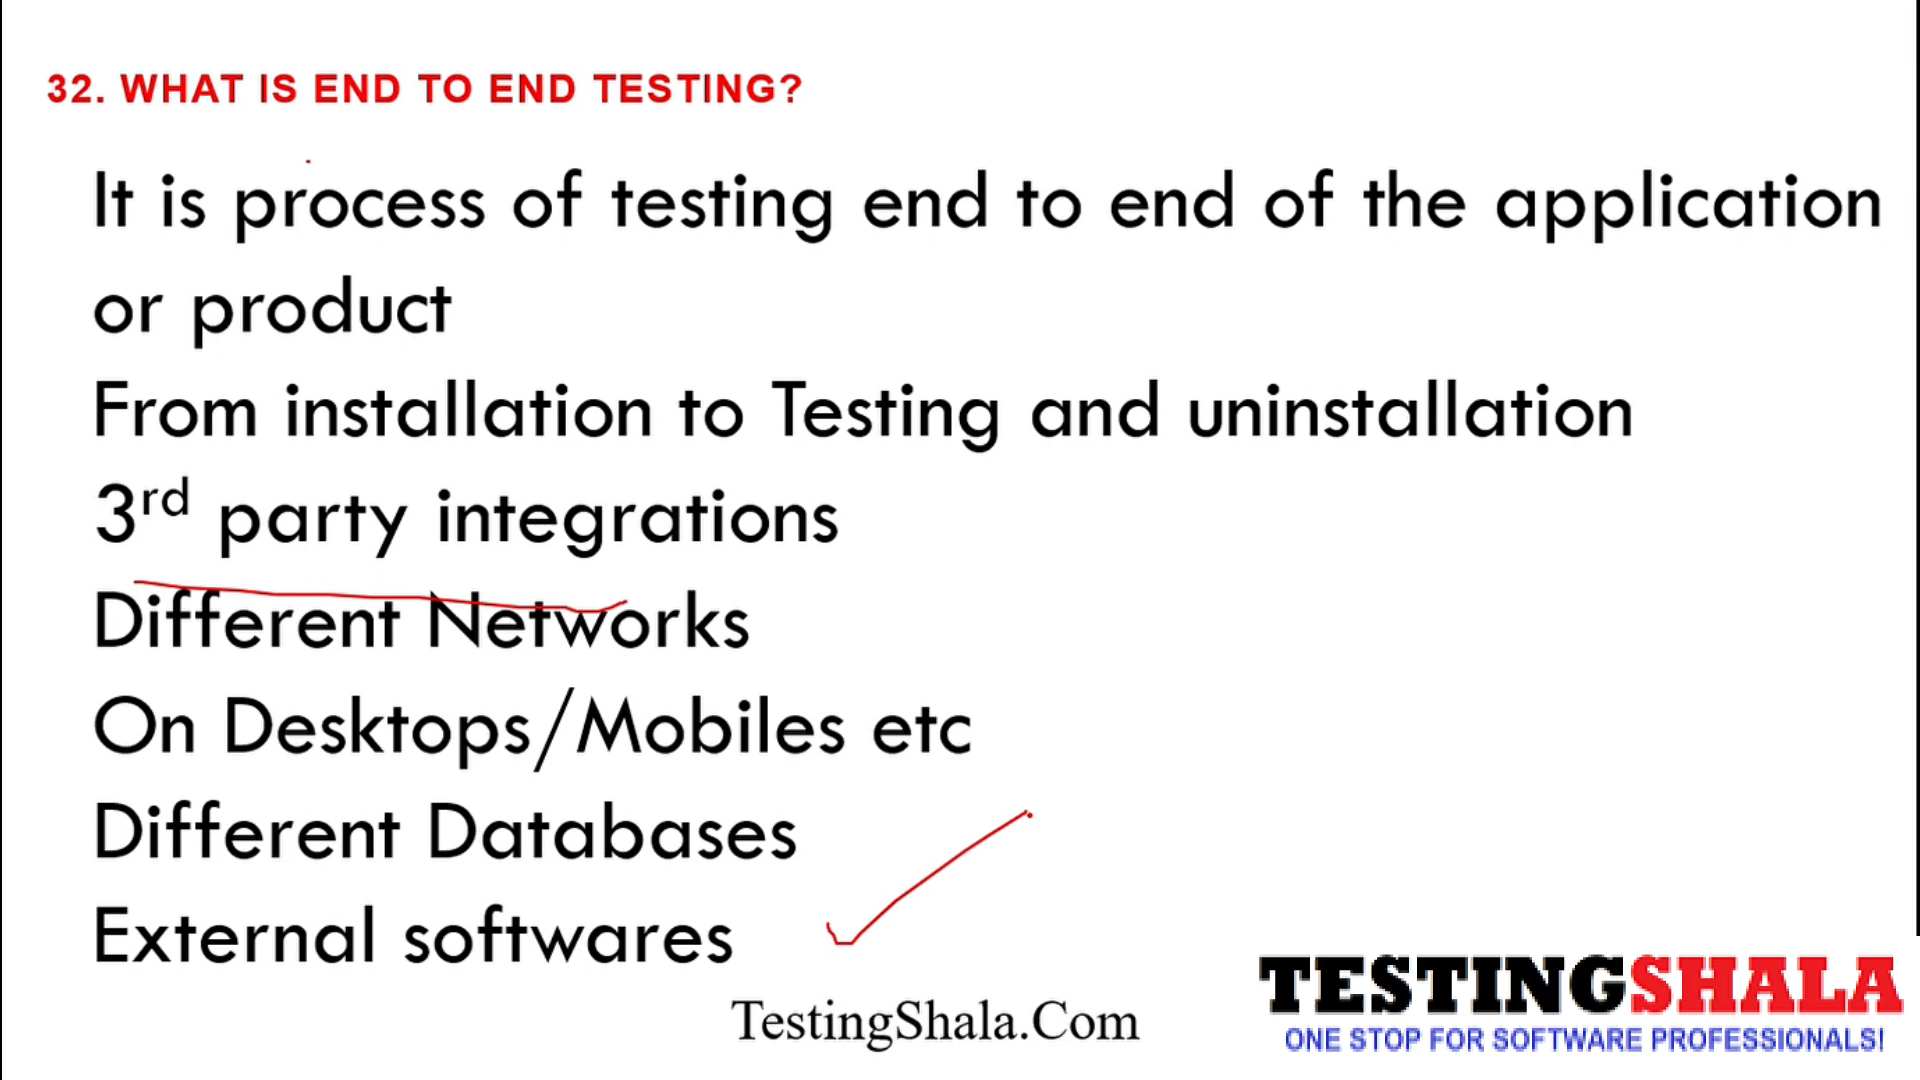 32. WHAT IS END TO END TESTING?
It is process of testing end to end of the application
or product
From installation to Testing and uninstallation
3rd party integrations
Different Networks
On Desktops/Mobiles etc
Different Databases
External softwares
TestingShala.Com
TESTINGSHALA
ONE STOP FOR SOFTWARE PROFESSIONALS!